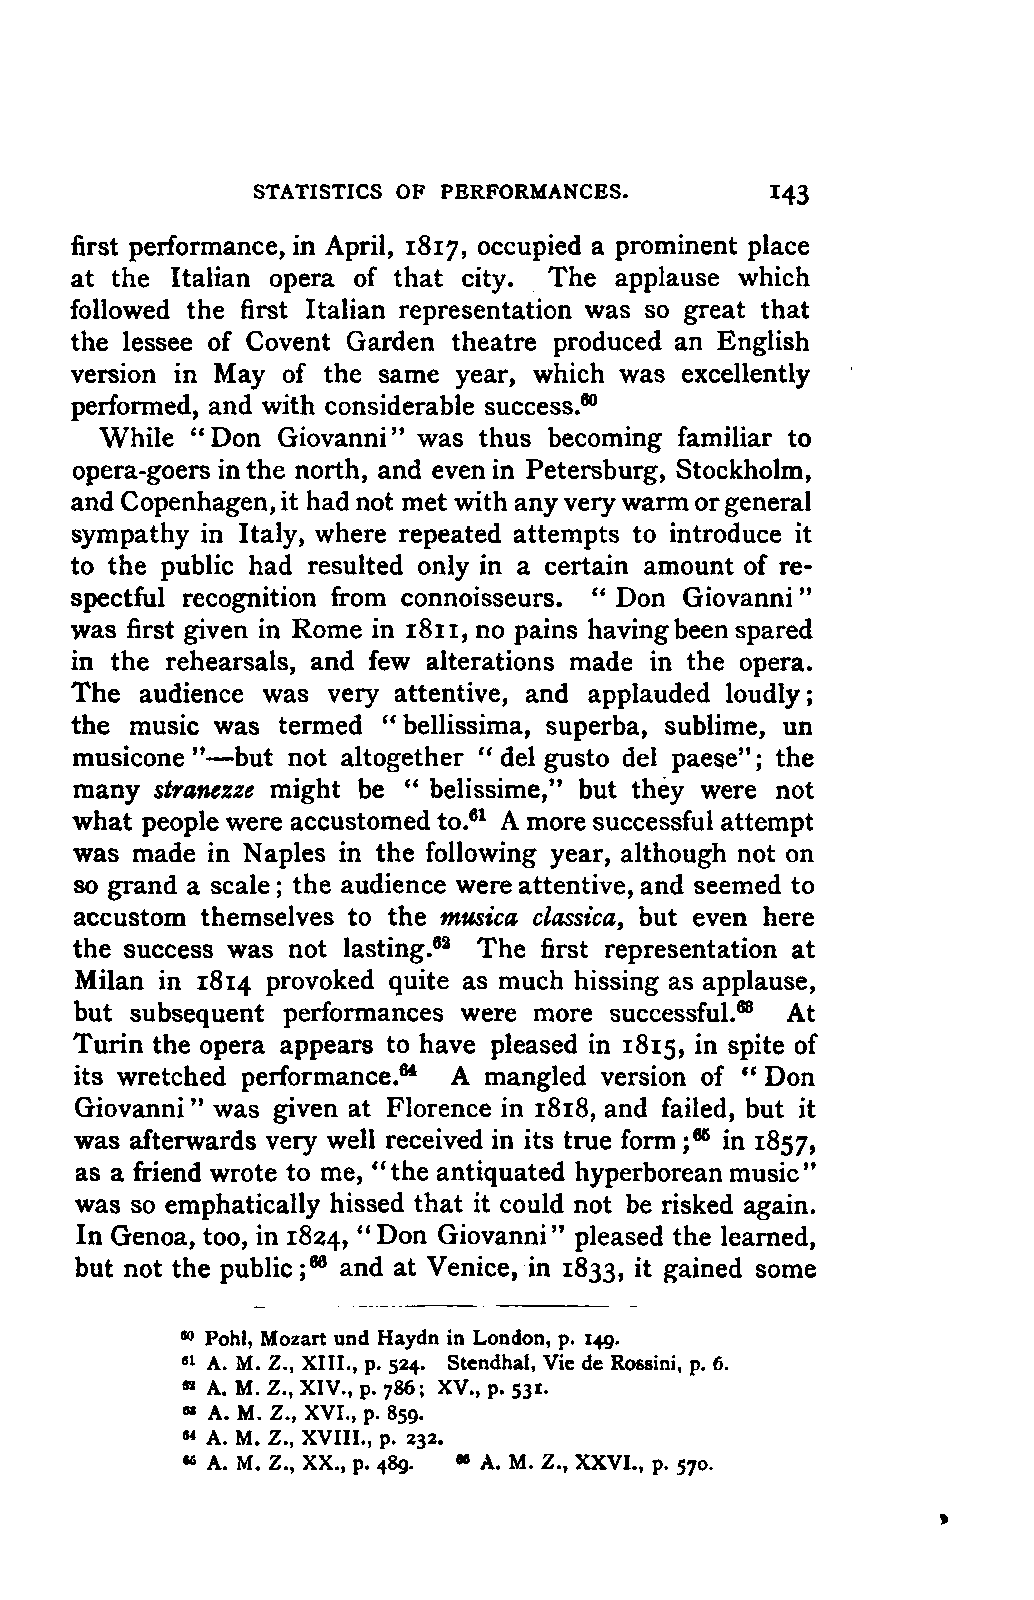 STATISTICS OF PERFORMANCES. 143
first performance, in April, 1817, occupied a prominent place
at the Italian opera of that city. The applause which
followed the first Italian representation was so great that
the lessee of Covent Garden theatre produced an English
version in May of the same year, which was excellently
performed, and with considerable success.⁶⁰
While “Don Giovanni” was thus becoming familiar to
opera-goers in the north, and even in Petersburg, Stockholm,
and Copenhagen, it had not met with any very warm or general
sympathy in Italy, where repeated attempts to introduce it
to the public had resulted only in a certain amount of re-
spectful recognition from connoisseurs. “Don Giovanni”
was first given in Rome in 1811, no pains having been spared
in the rehearsals, and few alterations made in the opera.
The audience was very attentive, and applauded loudly;
the music was termed “bellissima, superba, sublime, un
musicone”—but not altogether “del gusto del paese”; the
many stranezze might be “belissime,” but they were not
what people were accustomed to.⁶¹ A more successful attempt
was made in Naples in the following year, although not on
so grand a scale; the audience were attentive, and seemed to
accustom themselves to the musica classica, but even here
the success was not lasting.⁶² The first representation at
Milan in 1814 provoked quite as much hissing as applause,
but subsequent performances were more successful.⁶³ At
Turin the opera appears to have pleased in 1815, in spite of
its wretched performance.⁶⁴ A mangled version of “Don
Giovanni” was given at Florence in 1818, and failed, but it
was afterwards very well received in its true form;⁶⁵ in 1857,
as a friend wrote to me, “the antiquated hyperborean music”
was so emphatically hissed that it could not be risked again.
In Genoa, too, in 1824, “Don Giovanni” pleased the learned,
but not the public;⁶⁶ and at Venice, in 1833, it gained some
⁶⁰ Pohl, Mozart und Haydn in London, p. 149.
⁶¹ A. M. Z., XIII., p. 524. Stendhal, Vie de Rossini, p. 6.
⁶² A. M. Z., XIV., p. 786; XV., p. 531.
⁶³ A. M. Z., XVI., p. 859.
⁶⁴ A. M. Z., XVIII., p. 232.
⁶⁵ A. M. Z., XX., p. 489. ⁶⁶ A. M. Z., XXVI., p. 570.